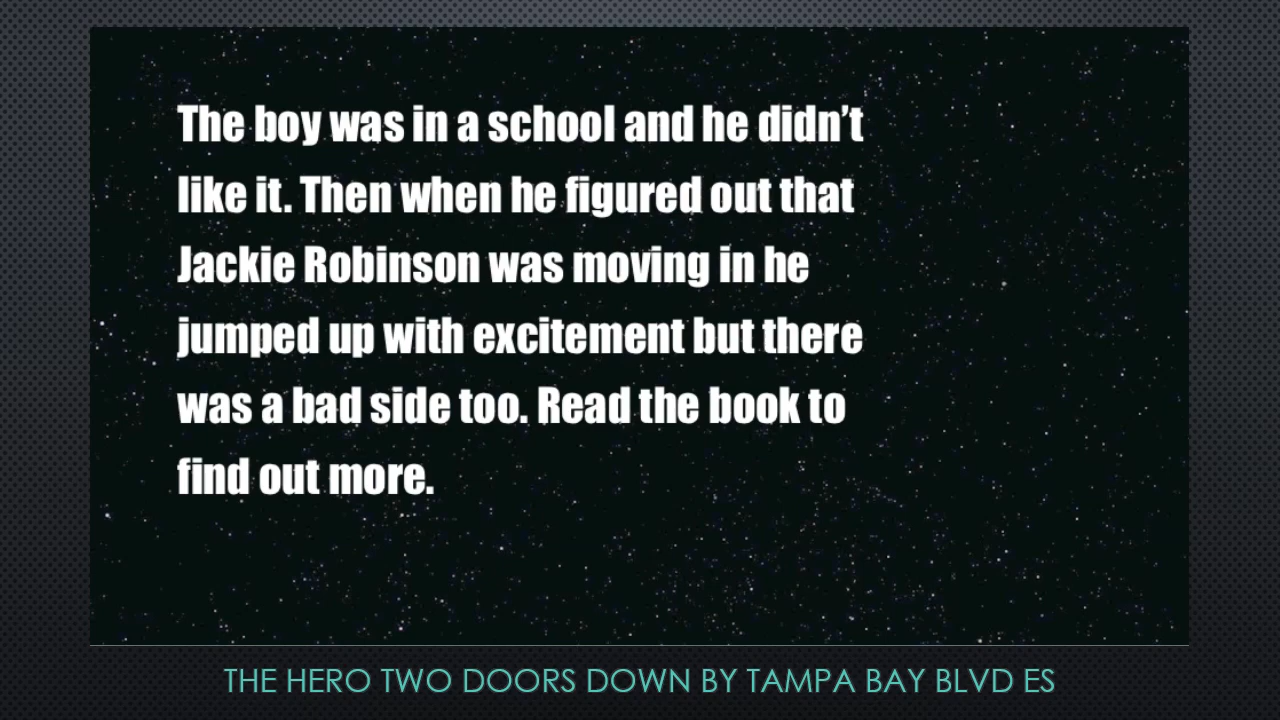 The boy was in a school and he didn’t
like it. Then when he figured out that
Jackie Robinson was moving in he
jumped up with excitement but there
was a bad side too. Read the book to
find out more.
THE HERO TWO DOORS DOWN BY TAMPA BAY BLVD ES